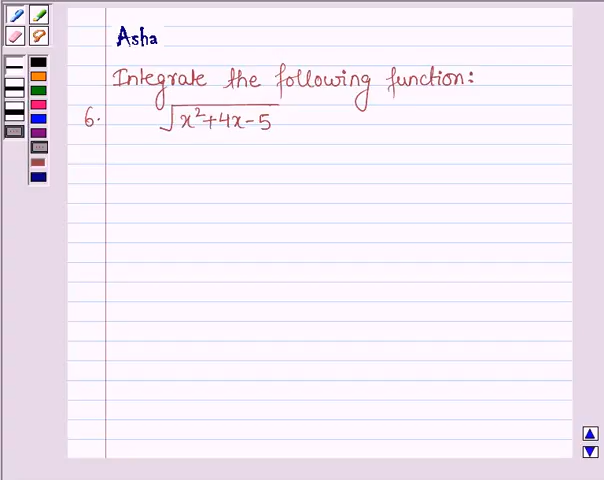 Asha
Integrate the following function:
6. √x²+4x-5